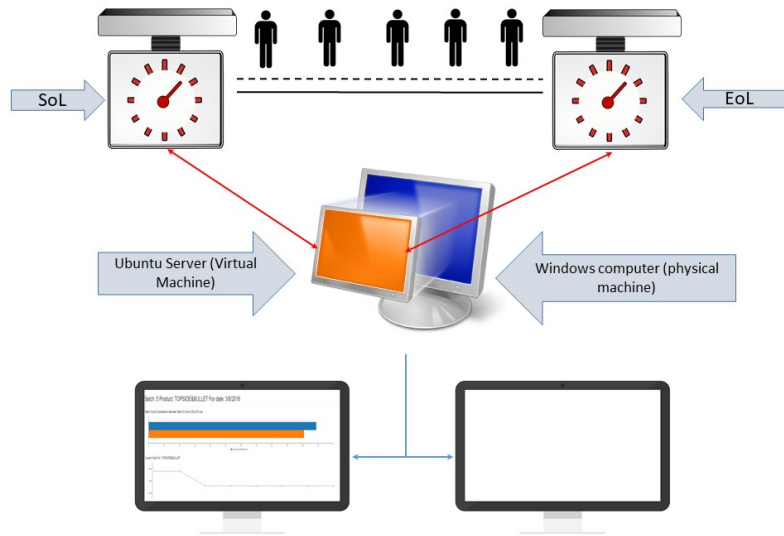 SoL
EoL
Ubuntu Server (Virtual
Machine)
Windows computer (physical
machine)
Batch: 5 Product: TOPSIDE&BULLET For date: 3/8/2016